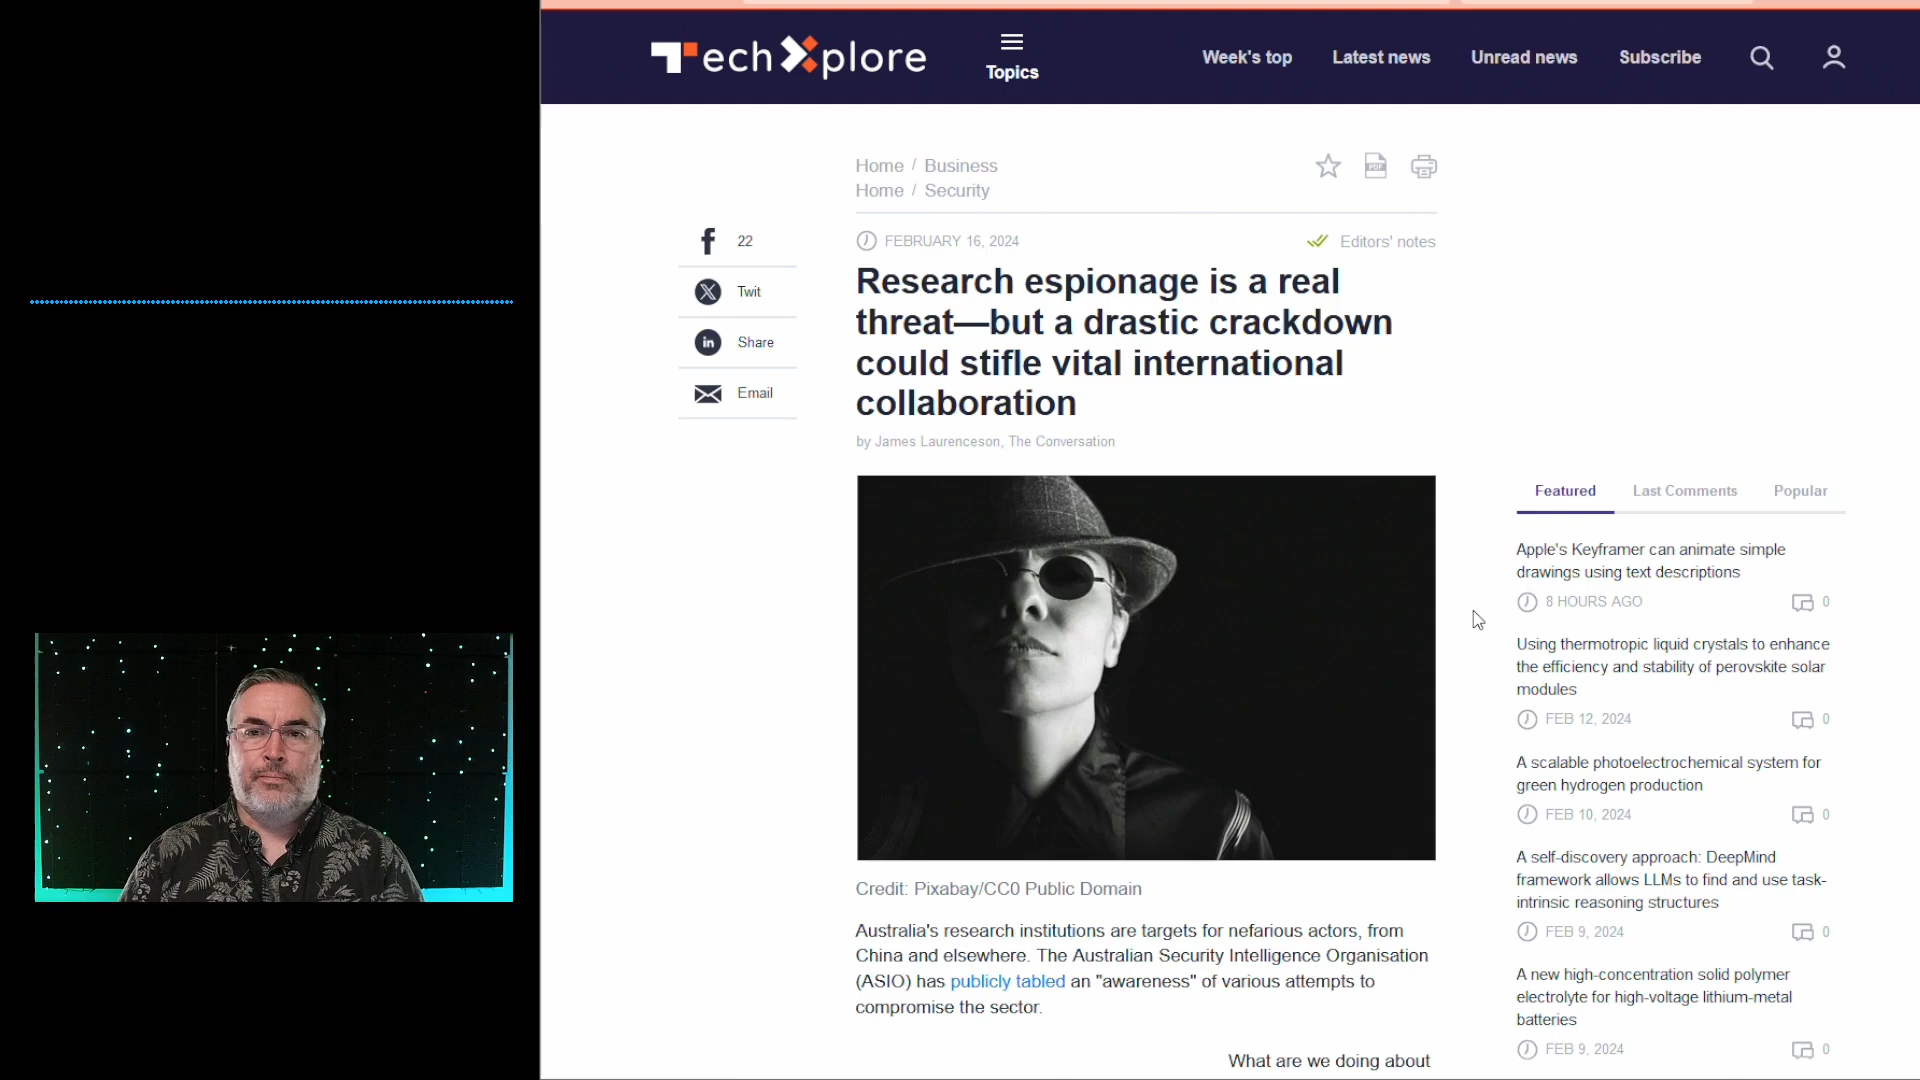 TechXplore
Topics
Week's top
Latest news
Unread news
Subscribe
Home / Business
Home / Security
22
Twit
Share
Email
FEBRUARY 16, 2024
Editors' notes
Research espionage is a real
threat—but a drastic crackdown
could stifle vital international
collaboration
by James Laurenceson, The Conversation
Credit: Pixabay/CC0 Public Domain
Australia's research institutions are targets for nefarious actors, from
China and elsewhere. The Australian Security Intelligence Organisation
(ASIO) has publicly tabled an "awareness" of various attempts to
compromise the sector.
What are we doing about
Featured
Last Comments
Popular
Apple's Keyframer can animate simple
drawings using text descriptions
8 HOURS AGO
0
Using thermotropic liquid crystals to enhance
the efficiency and stability of perovskite solar
modules
FEB 12, 2024
0
A scalable photoelectrochemical system for
green hydrogen production
FEB 10, 2024
0
A self-discovery approach: DeepMind
framework allows LLMs to find and use task-
intrinsic reasoning structures
FEB 9, 2024
0
A new high-concentration solid polymer
electrolyte for high-voltage lithium-metal
batteries
FEB 9, 2024
0